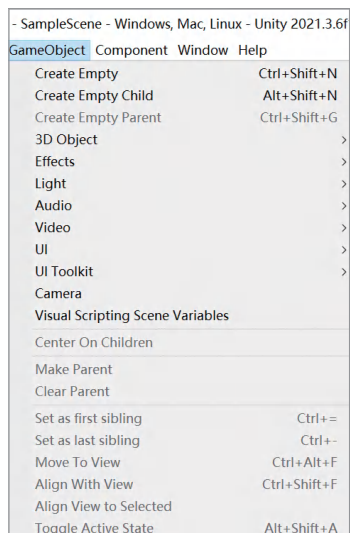 - SampleScene - Windows, Mac, Linux - Unity 2021.3.6f
GameObject Component Window Help
Create Empty Ctrl+Shift+N
Create Empty Child Alt+Shift+N
Create Empty Parent Ctrl+Shift+G
3D Object >
Effects >
Light >
Audio >
Video >
UI >
UI Toolkit >
Camera
Visual Scripting Scene Variables
Center On Children
Make Parent
Clear Parent
Set as first sibling Ctrl+=
Set as last sibling Ctrl+-
Move To View Ctrl+Alt+F
Align With View Ctrl+Shift+F
Align View to Selected
Toggle Active State Alt+Shift+A